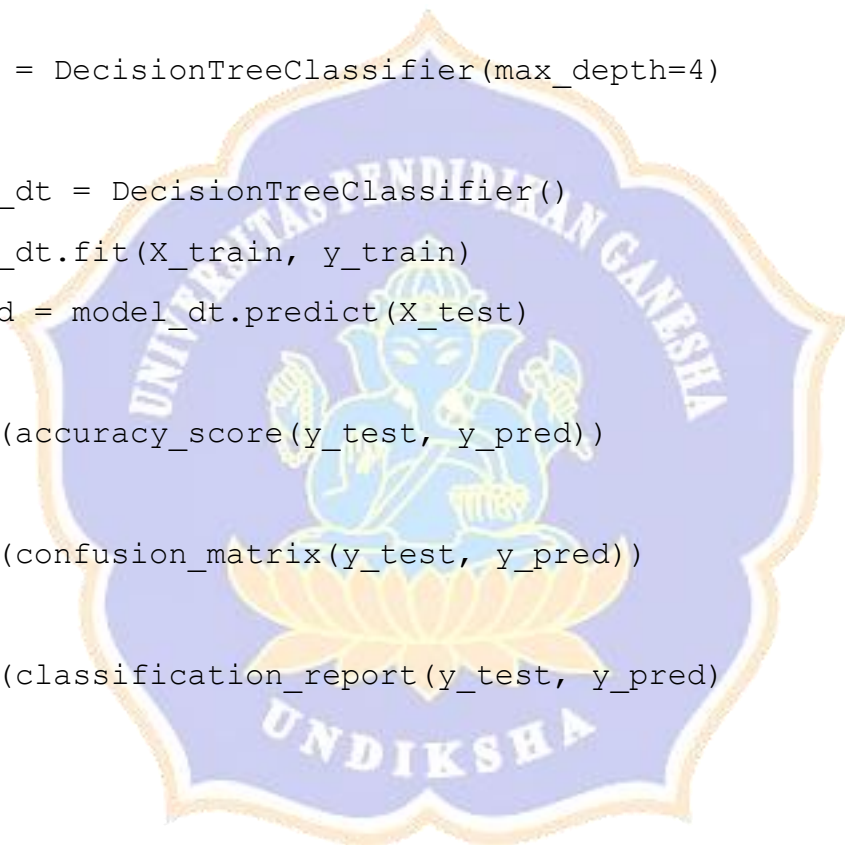 = DecisionTreeClassifier(max_depth=4)
_dt = DecisionTreeClassifier()
_dt.fit(X_train, y_train)
d = model_dt.predict(X_test)
(accuracy_score(y_test, y_pred))
(confusion_matrix(y_test, y_pred))
(classification_report(y_test, y_pred)
UNIVERSITAS PENDIDIKAN GANESHA
UNDIKSHA